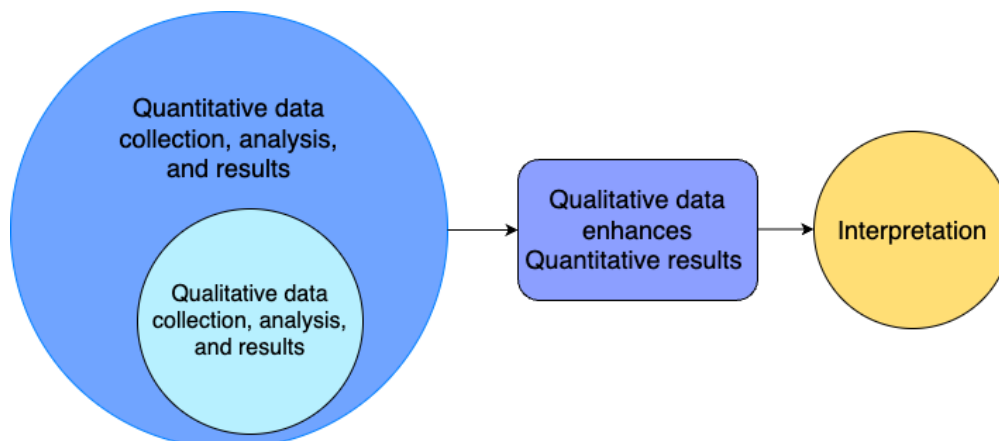 Quantitative data
collection, analysis,
and results
Qualitative data
collection, analysis,
and results
Qualitative data
enhances
Quantitative results
Interpretation